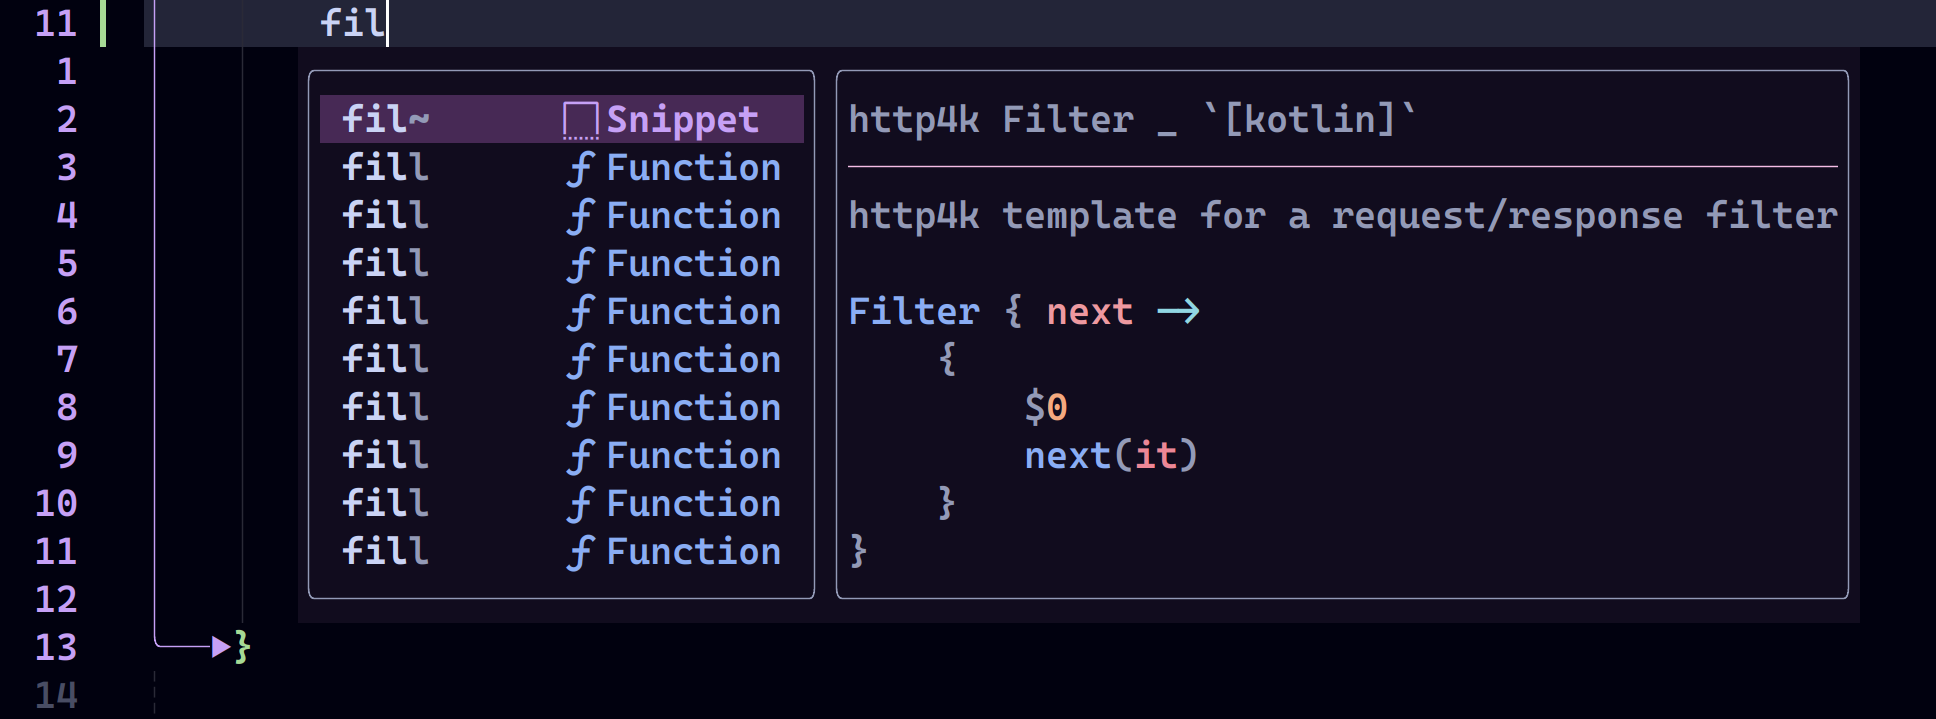 11 fil
1
2 fil~ Snippet http4k Filter _ `[kotlin]`
3 fill ƒ Function
4 fill ƒ Function http4k template for a request/response filter
5 fill ƒ Function
6 fill ƒ Function Filter { next ->
7 fill ƒ Function {
8 fill ƒ Function $0
9 fill ƒ Function next(it)
10 fill ƒ Function }
11 fill ƒ Function }
12
13 }
14